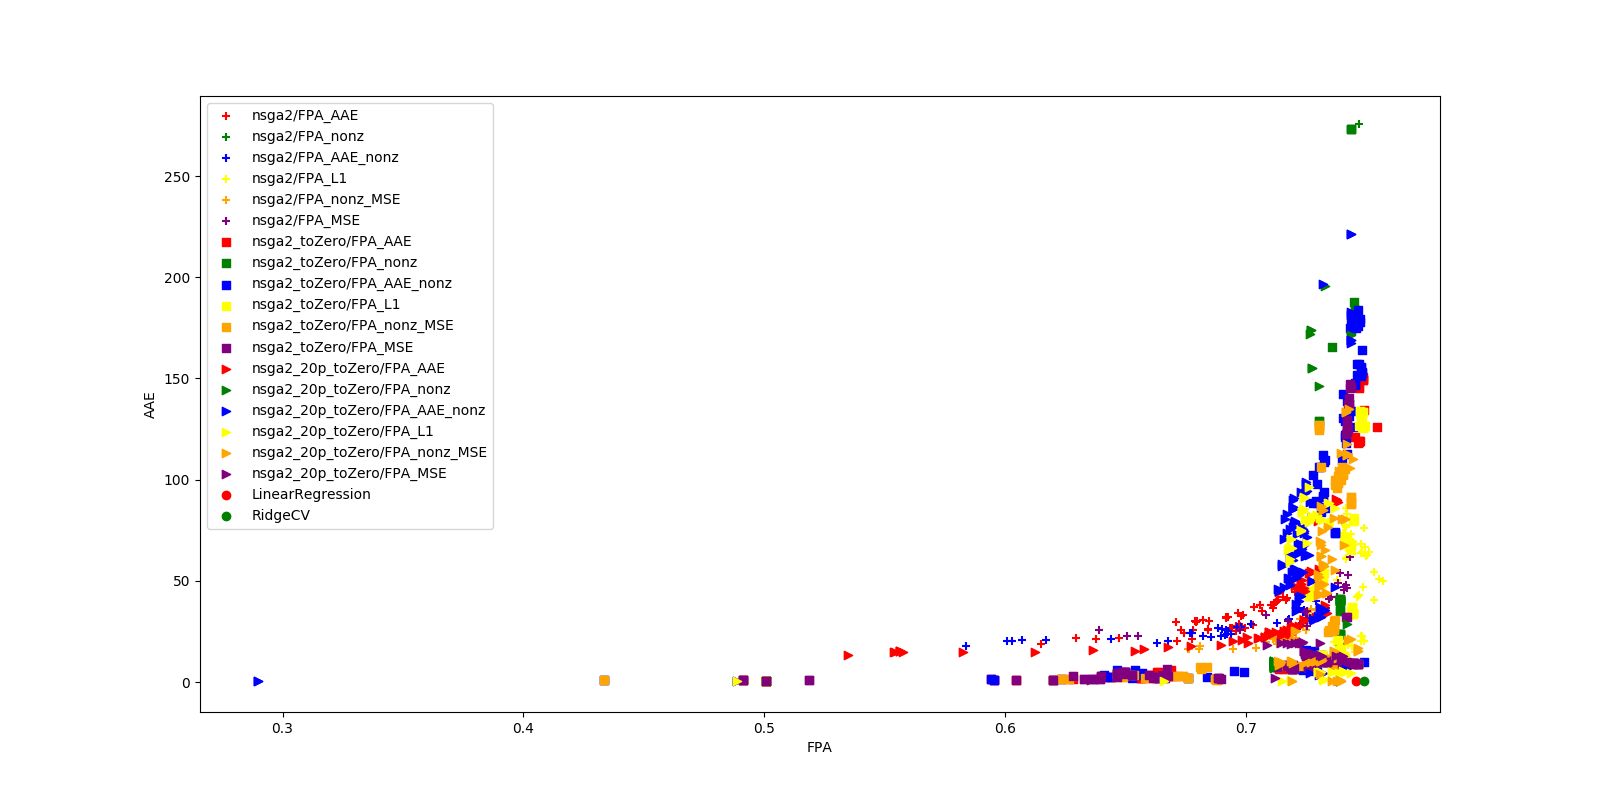 nsga2/FPA_AAE
nsga2/FPA_nonz
nsga2/FPA_AAE_nonz
nsga2/FPA_L1
nsga2/FPA_nonz_MSE
nsga2/FPA_MSE
nsga2_toZero/FPA_AAE
nsga2_toZero/FPA_nonz
nsga2_toZero/FPA_AAE_nonz
nsga2_toZero/FPA_L1
nsga2_toZero/FPA_nonz_MSE
nsga2_toZero/FPA_MSE
nsga2_20p_toZero/FPA_AAE
nsga2_20p_toZero/FPA_nonz
nsga2_20p_toZero/FPA_AAE_nonz
nsga2_20p_toZero/FPA_L1
nsga2_20p_toZero/FPA_nonz_MSE
nsga2_20p_toZero/FPA_MSE
LinearRegression
RidgeCV
250
200
150
100
50
0
AAE
0.3 0.4 0.5 0.6 0.7
FPA